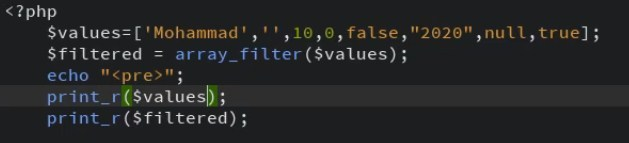 <?php
$values=['Mohammad','',10,0,false,"2020",null,true];
$filtered = array_filter($values);
echo "<pre>";
print_r($values);
print_r($filtered);